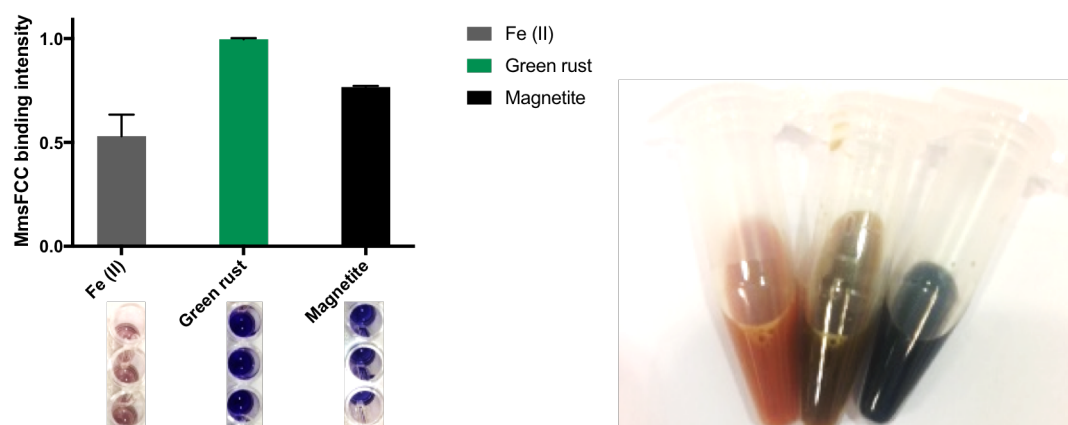 MmsFCC binding intensity
1.0
0.5
0.0
Fe (II)
Green rust
Magnetite
Fe (II)
Green rust
Magnetite